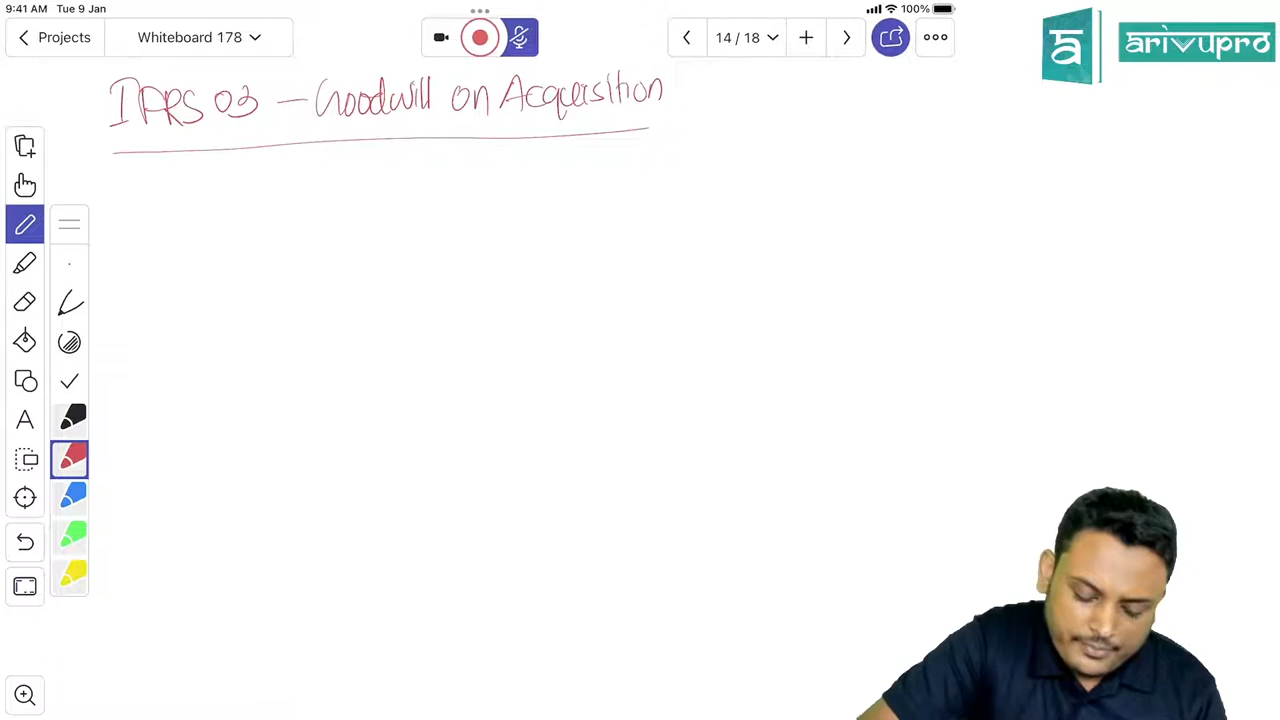 9:41 AM Tue 9 Jan
100%
Projects
Whiteboard 178
14 / 18
arivupro
IFRS 03 – Goodwill on Acquisition
A